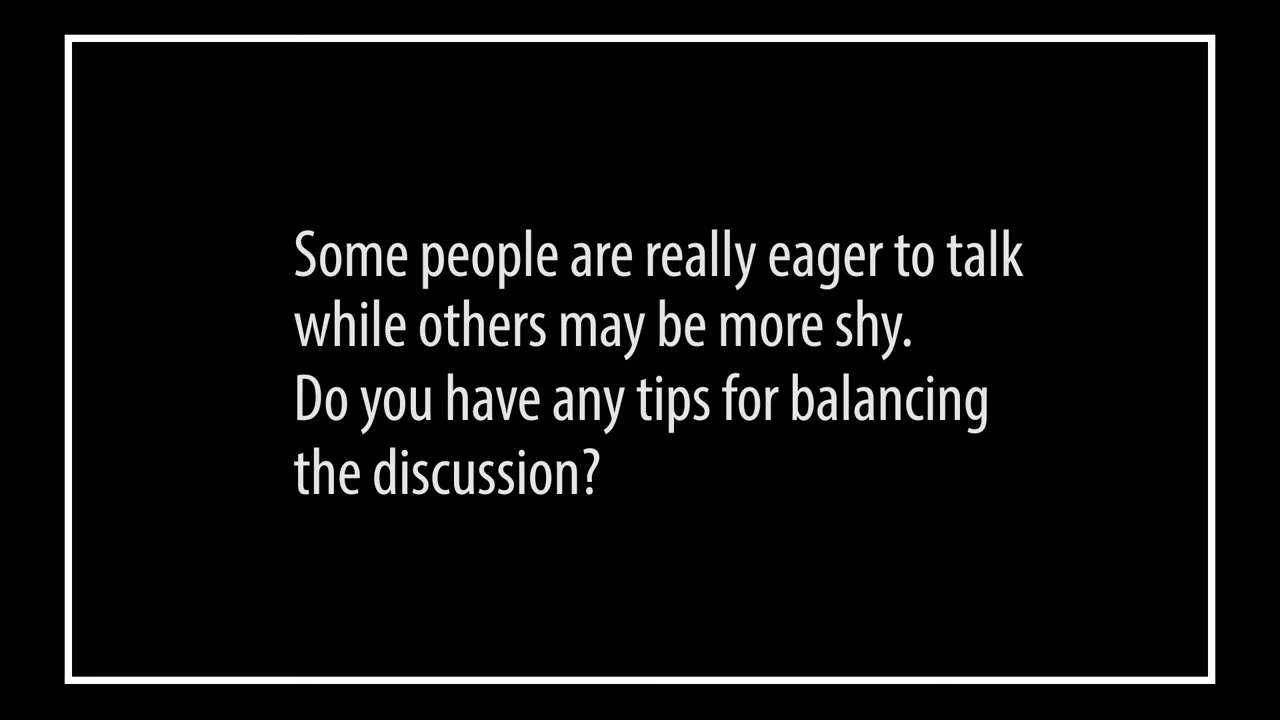 Some people are really eager to talk
while others may be more shy.
Do you have any tips for balancing
the discussion?